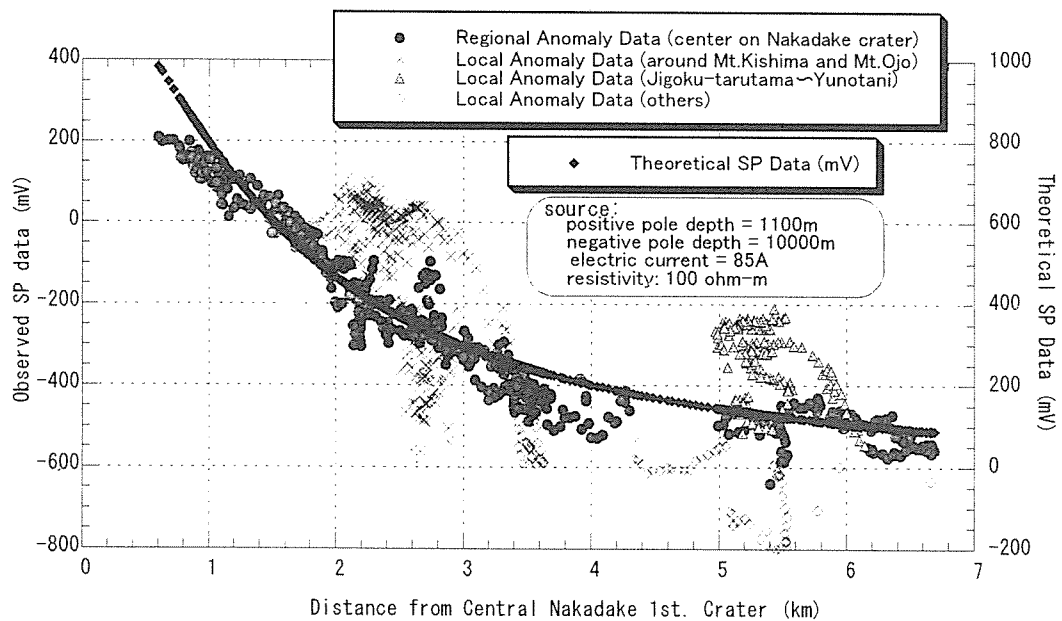 Regional Anomaly Data (center on Nakadake crater)
Local Anomaly Data (around Mt.Kishima and Mt.Ojo)
Local Anomaly Data (Jigoku-tarutama〜Yunotani)
Local Anomaly Data (others)
Theoretical SP Data (mV)
source:
positive pole depth = 1100m
negative pole depth = 10000m
electric current = 85A
resistivity: 100 ohm-m
Observed SP data (mV)
400
200
0
-200
-400
-600
-800
Theoretical SP Data (mV)
1000
800
600
400
200
0
-200
0 1 2 3 4 5 6 7
Distance from Central Nakadake 1st. Crater (km)